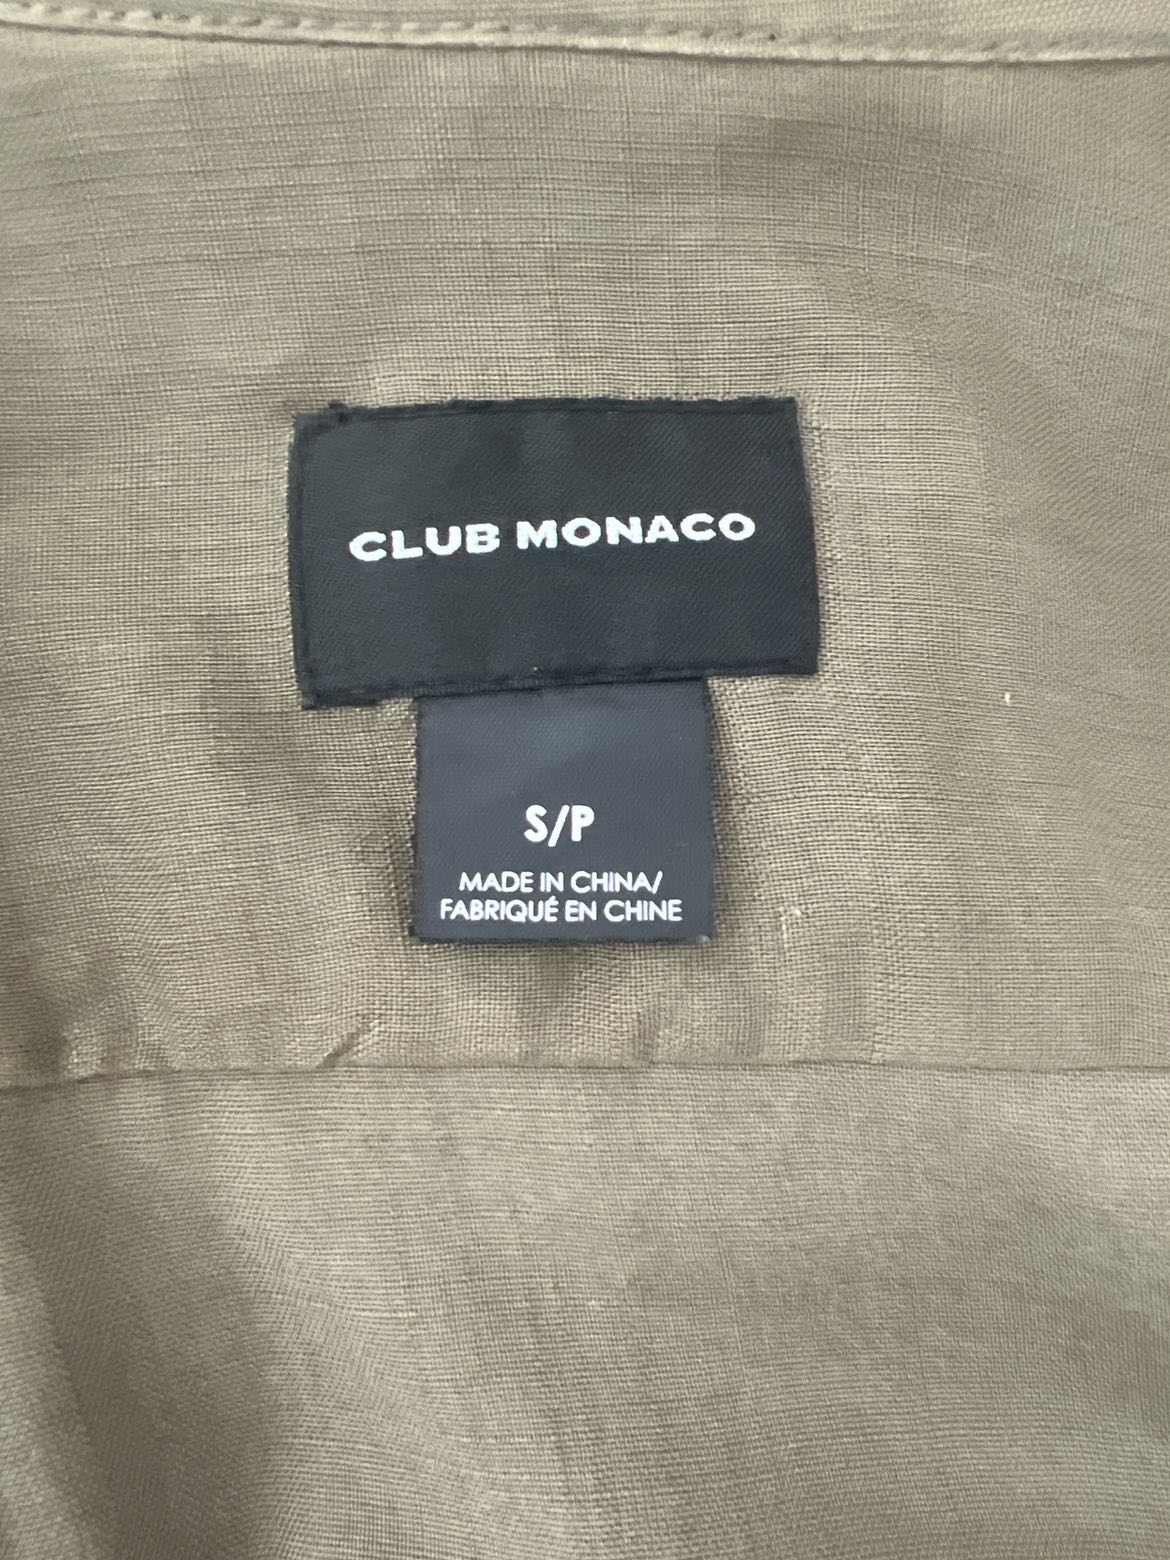 CLUB MONACO
S/P
MADE IN CHINA/
FABRIQUÉ EN CHINE